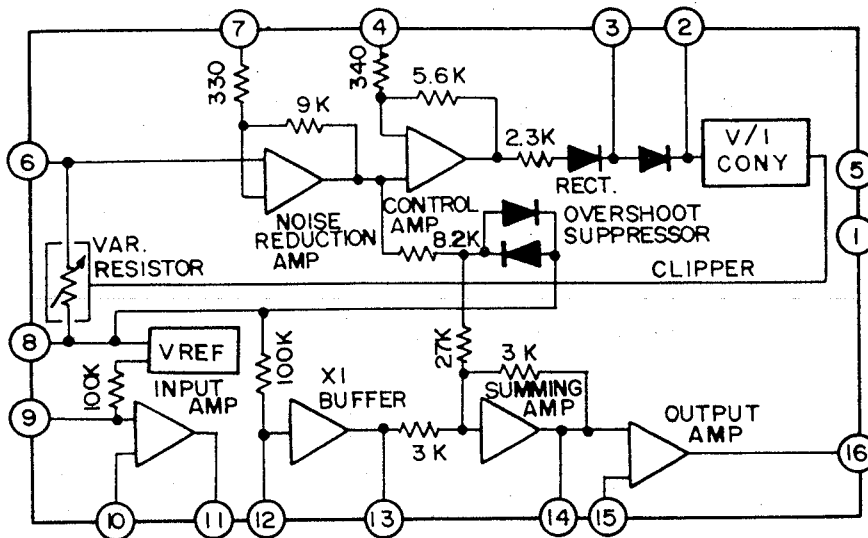 7
4
3
2
330
340
5.6K
9K
2.3K
V/I
CONY
6
5
RECT.
NOISE
REDUCTION
AMP
CONTROL
AMP
OVERSHOOT
SUPPRESSOR
1
8.2K
VAR.
RESISTOR
CLIPPER
8
VREF
100K
100K
27K
3K
INPUT
AMP
X1
BUFFER
SUMMING
AMP
OUTPUT
AMP
9
3K
16
10
11
12
13
14
15